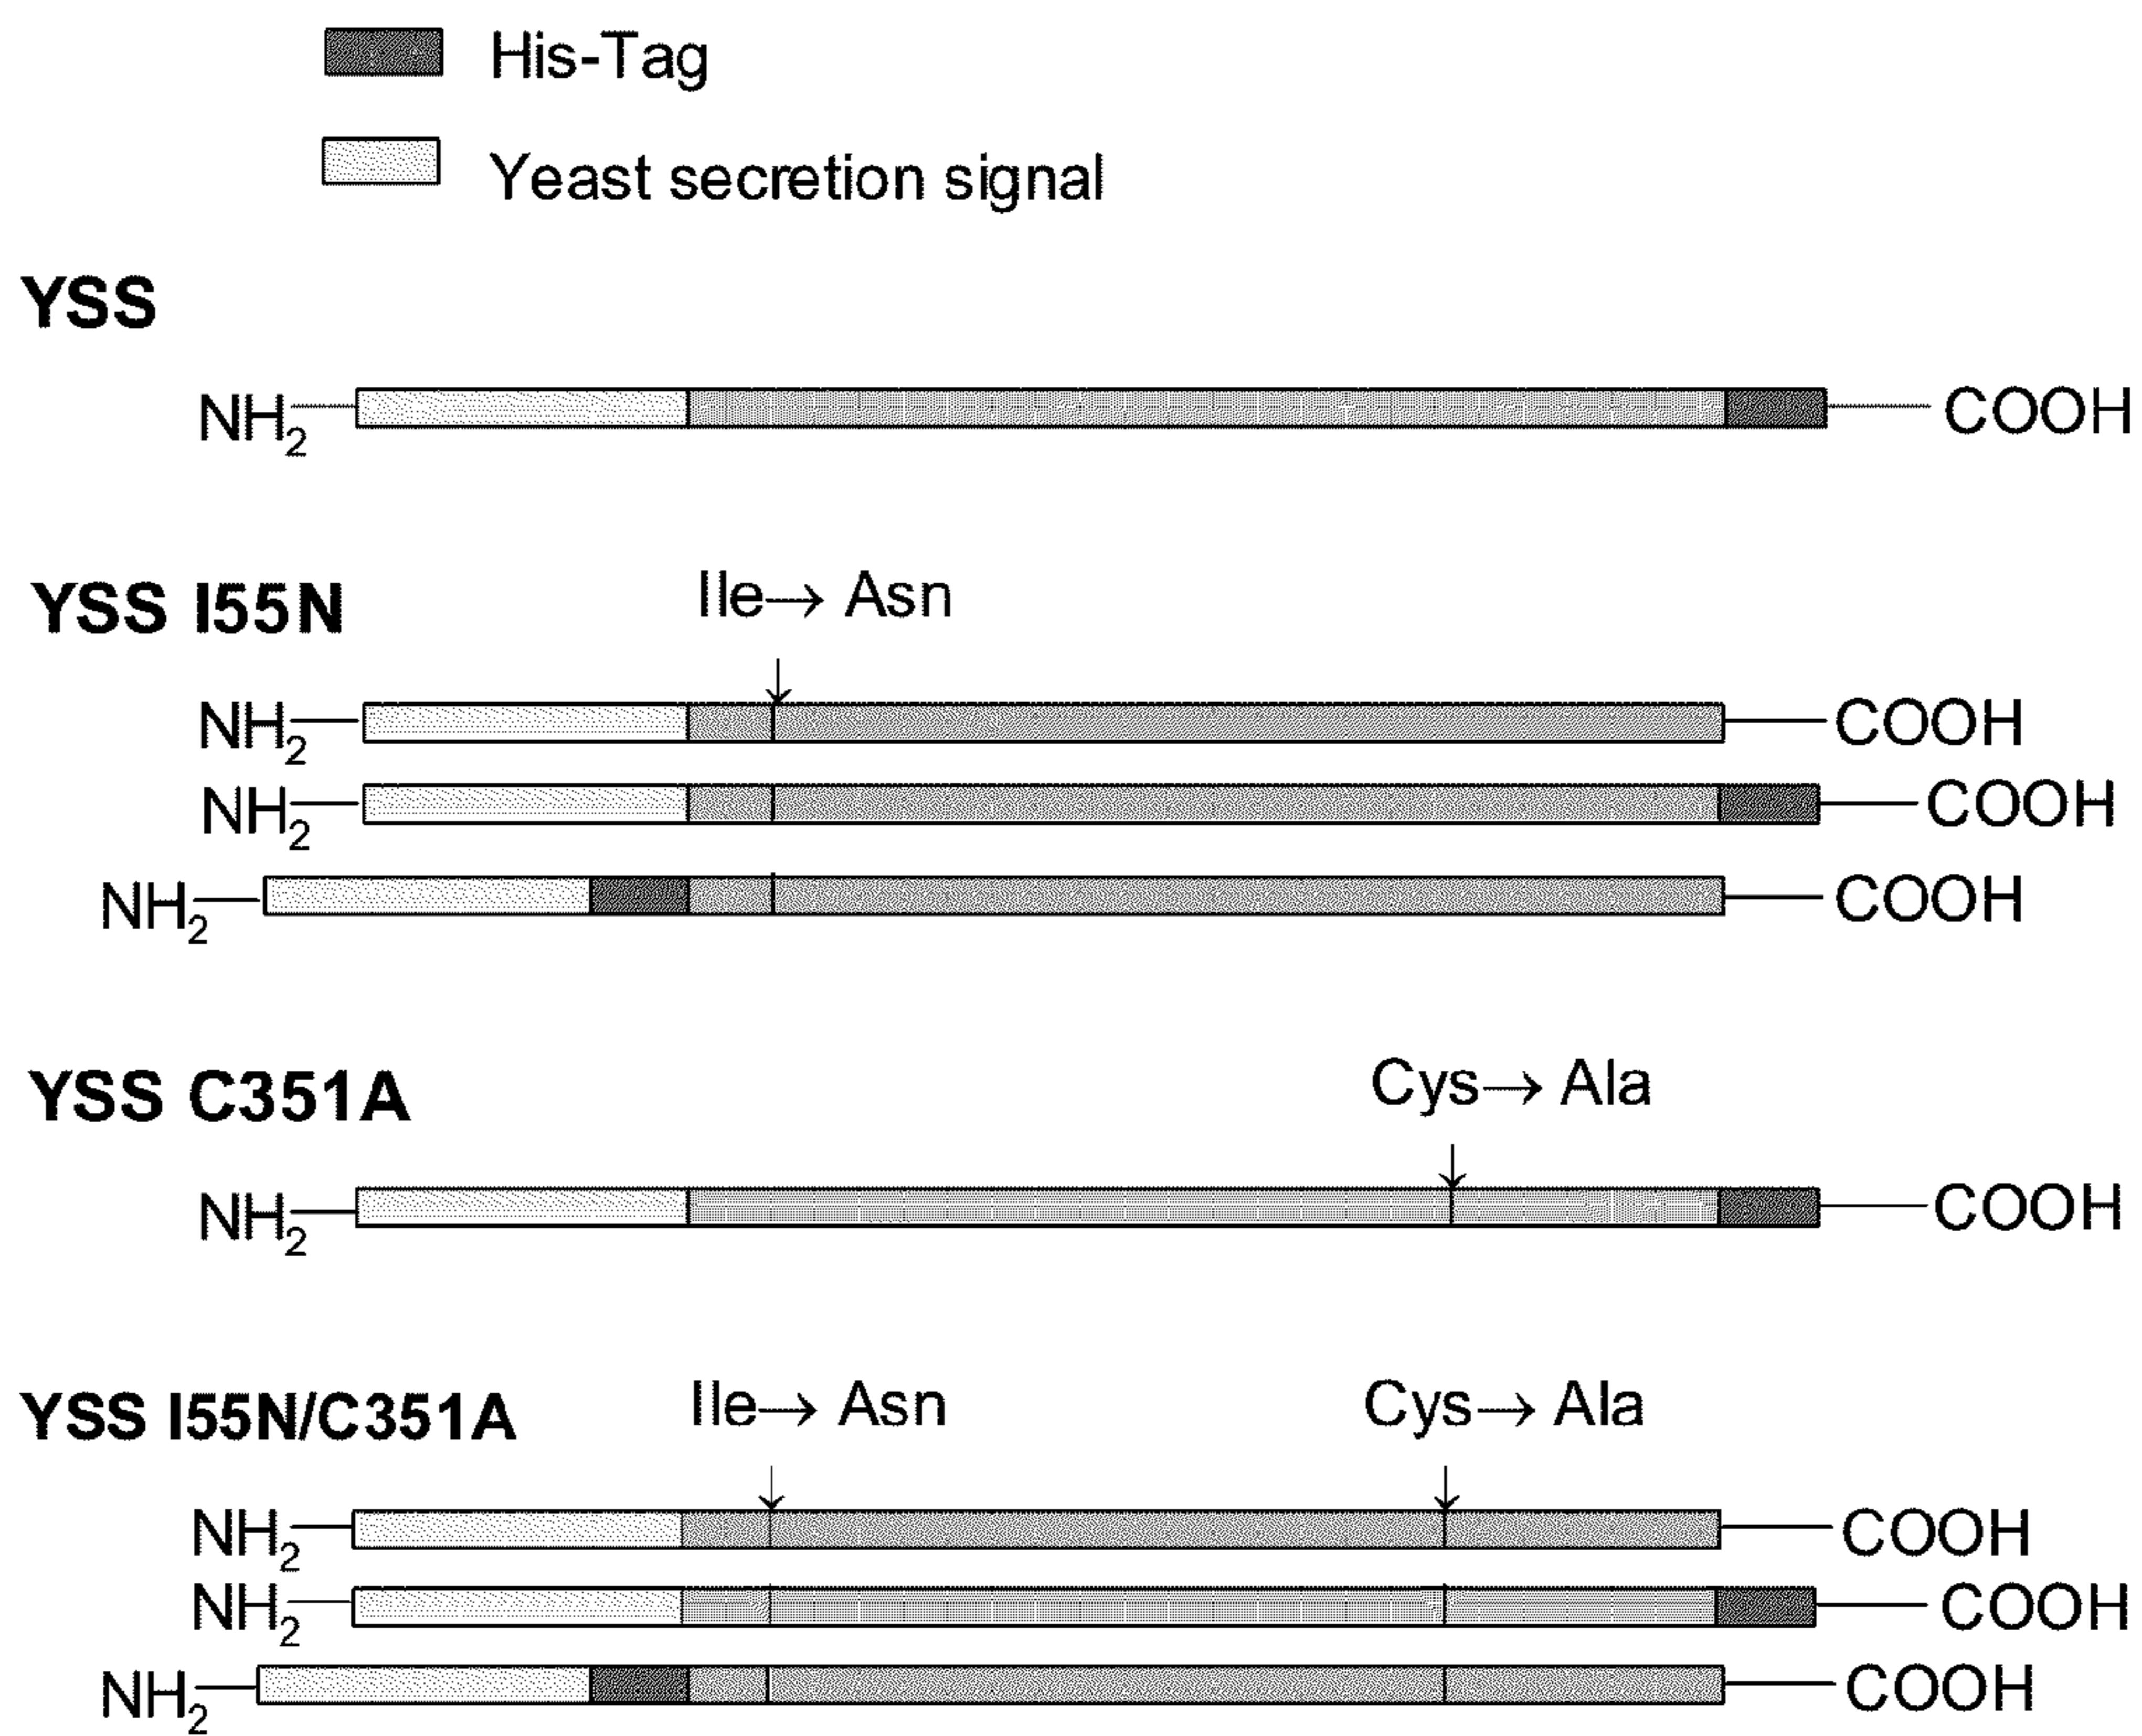 His-Tag
Yeast secretion signal
YSS
NH2 COOH
YSS I55N
Ile→ Asn
NH2 COOH
NH2 COOH
NH2 COOH
YSS C351A
Cys→ Ala
NH2 COOH
YSS I55N/C351A
Ile→ Asn
Cys→ Ala
NH2 COOH
NH2 COOH
NH2 COOH